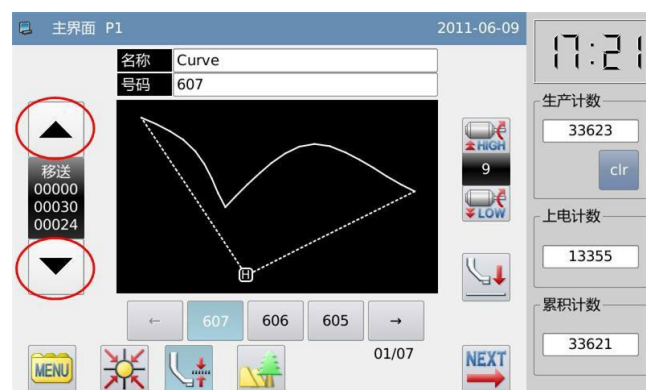 主界面 P1
2011-06-09
17:21
名称 Curve
号码 607
生产计数
33623
clr
移送
00000
00030
00024
HIGH
9
LOW
上电计数
13355
H
累积计数
33621
← 607 606 605 →
01/07
MENU
NEXT